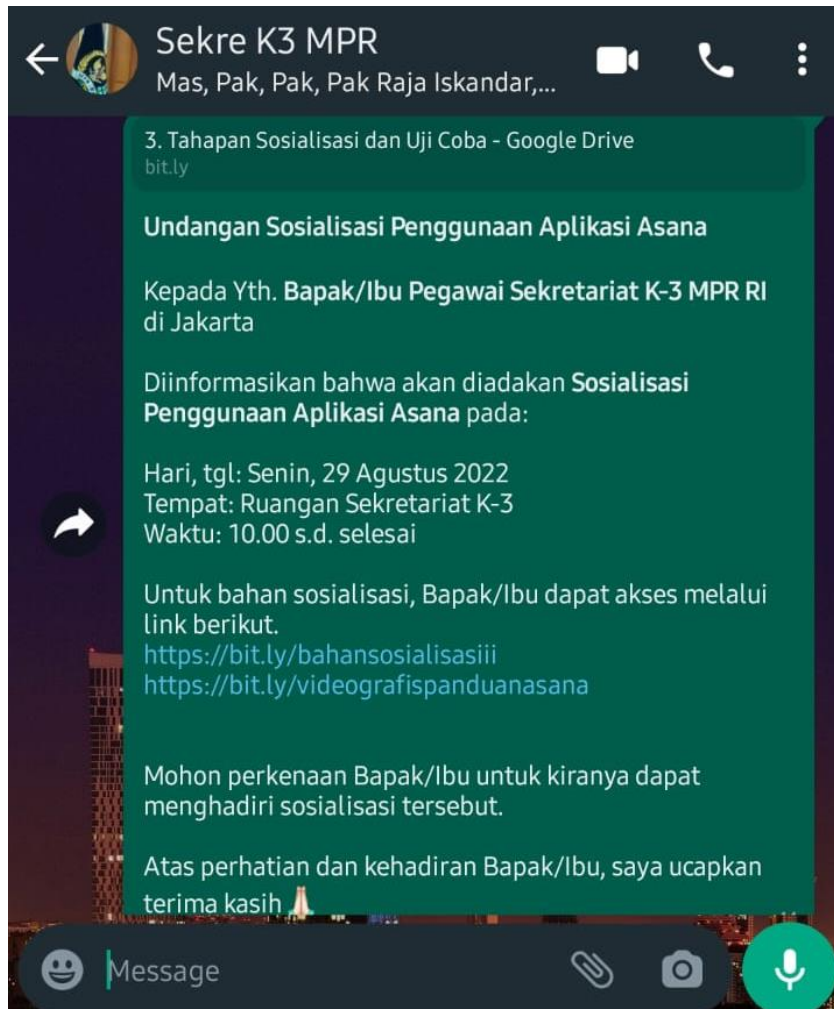 Sekre K3 MPR
Mas, Pak, Pak, Pak Raja Iskandar,...
3. Tahapan Sosialisasi dan Uji Coba - Google Drive
bit.ly
Undangan Sosialisasi Penggunaan Aplikasi Asana
Kepada Yth. Bapak/Ibu Pegawai Sekretariat K-3 MPR RI
di Jakarta
Diinformasikan bahwa akan diadakan Sosialisasi
Penggunaan Aplikasi Asana pada:
Hari, tgl: Senin, 29 Agustus 2022
Tempat: Ruangan Sekretariat K-3
Waktu: 10.00 s.d. selesai
Untuk bahan sosialisasi, Bapak/Ibu dapat akses melalui
link berikut.
https://bit.ly/bahansosialisasiii
https://bit.ly/videografispanduanasana
Mohon perkenaan Bapak/Ibu untuk kiranya dapat
menghadiri sosialisasi tersebut.
Atas perhatian dan kehadiran Bapak/Ibu, saya ucapkan
terima kasih 🙏🏻
Message